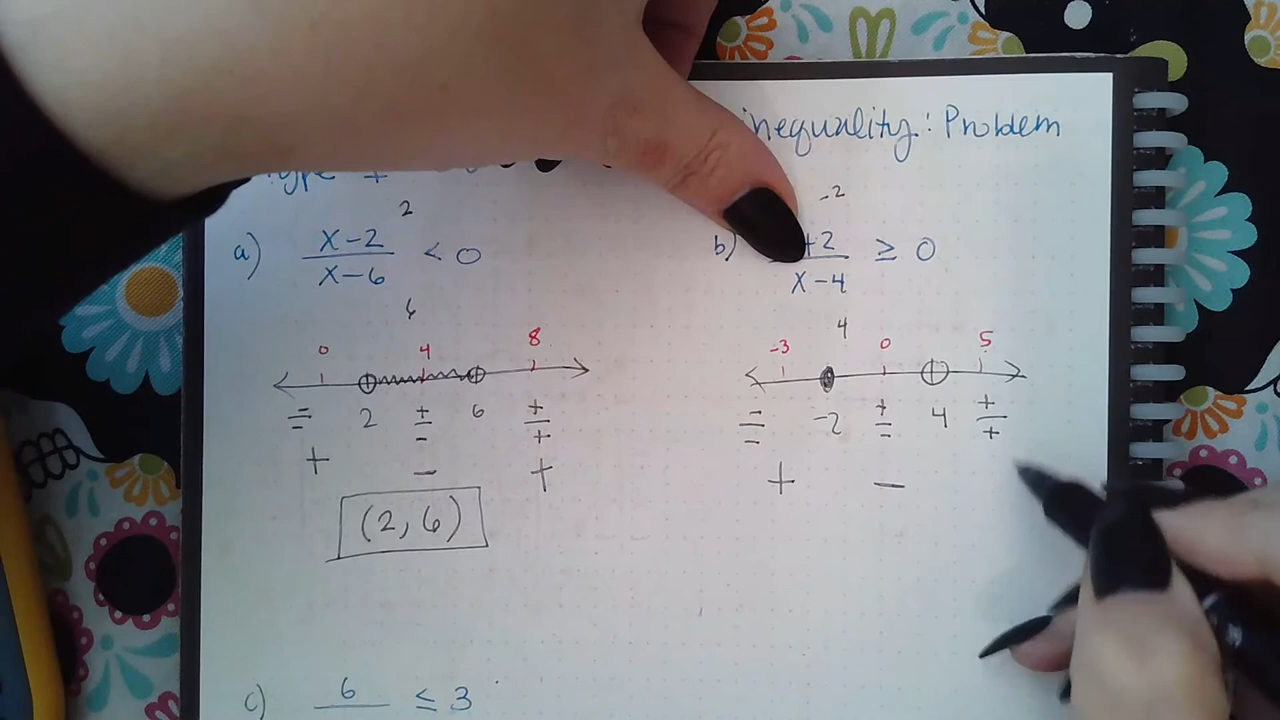 inequality: Problem
Type
2
a) x-2 / x-6 < 0
6
0 4 8
2 6
- / - + / - + / +
+ - +
(2, 6)
-2
b) +2 / x-4 ≥ 0
4
-3 0 5
-2 4
- / - + / - + / +
+ -
c) 6 ≤ 3